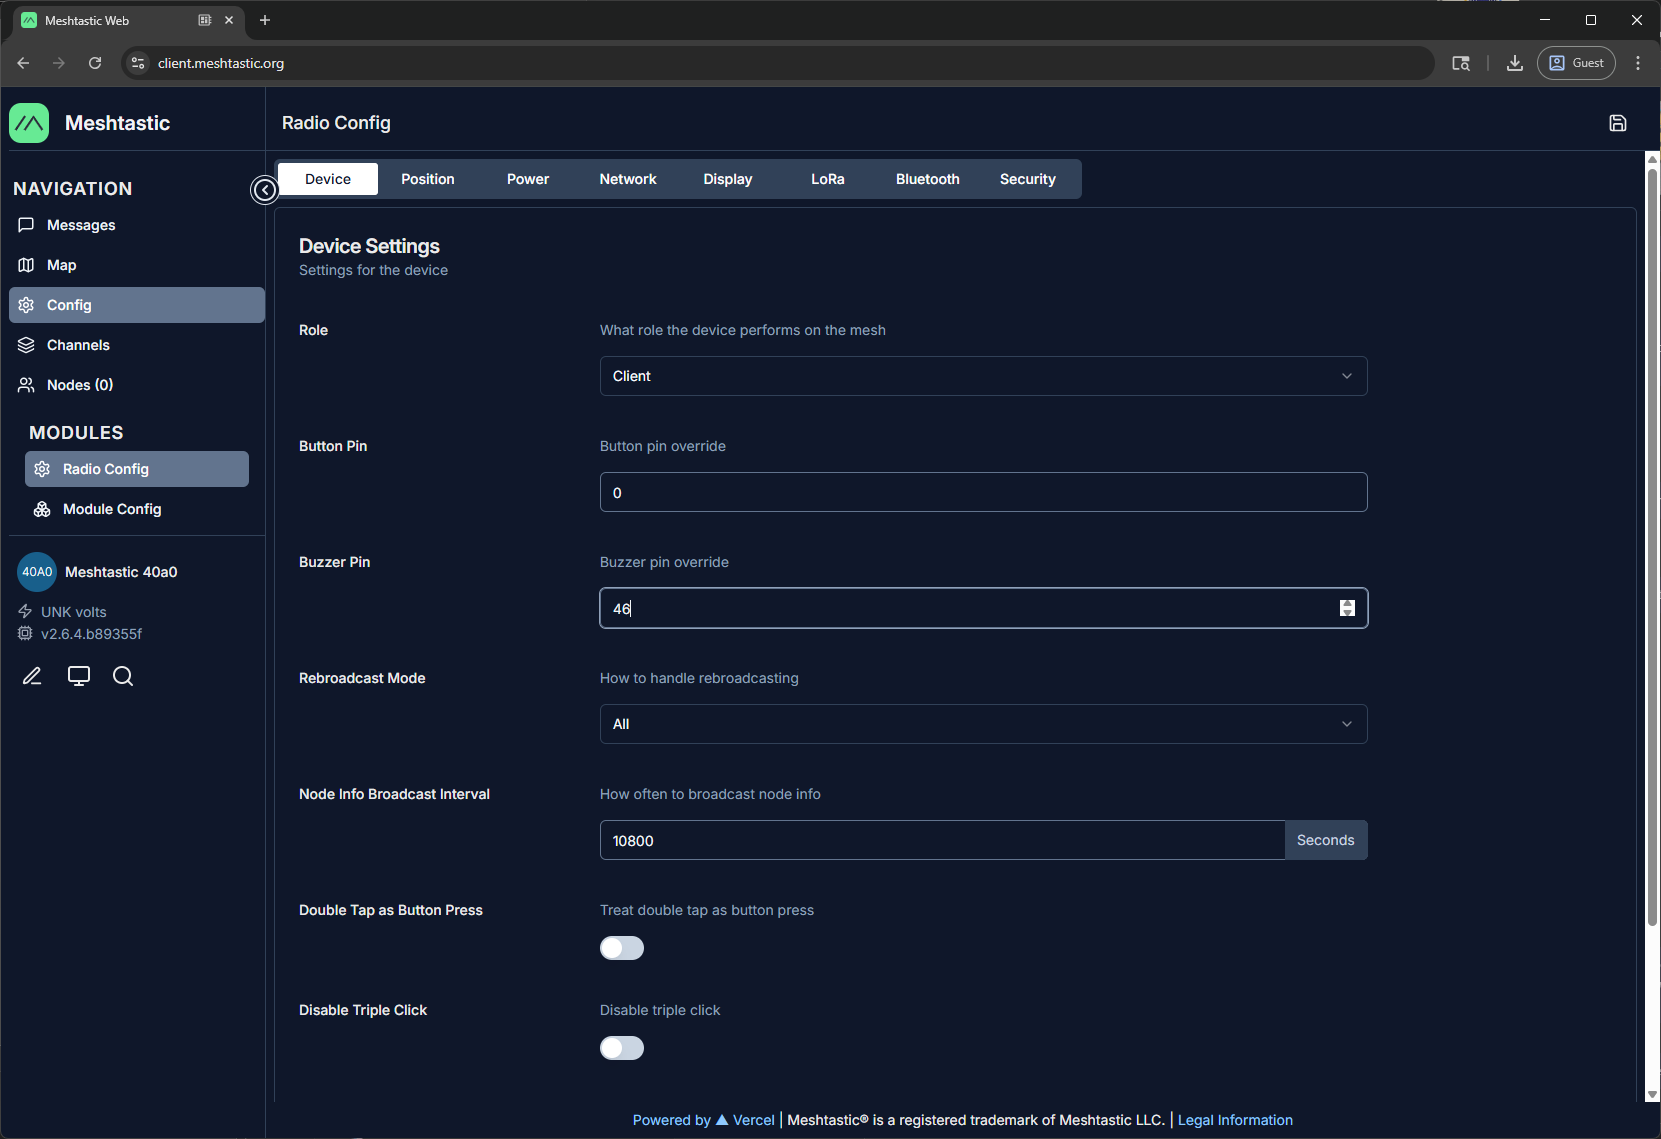 Meshtastic Web
client.meshtastic.org
Guest
Meshtastic
Radio Config
NAVIGATION
Messages
Map
Config
Channels
Nodes (0)
MODULES
Radio Config
Module Config
40A0 Meshtastic 40a0
UNK volts
v2.6.4.b89355f
Device Position Power Network Display LoRa Bluetooth Security
Device Settings
Settings for the device
Role What role the device performs on the mesh
Client
Button Pin Button pin override
0
Buzzer Pin Buzzer pin override
46
Rebroadcast Mode How to handle rebroadcasting
All
Node Info Broadcast Interval How often to broadcast node info
10800 Seconds
Double Tap as Button Press Treat double tap as button press
Disable Triple Click Disable triple click
Powered by ▲ Vercel | Meshtastic® is a registered trademark of Meshtastic LLC. | Legal Information